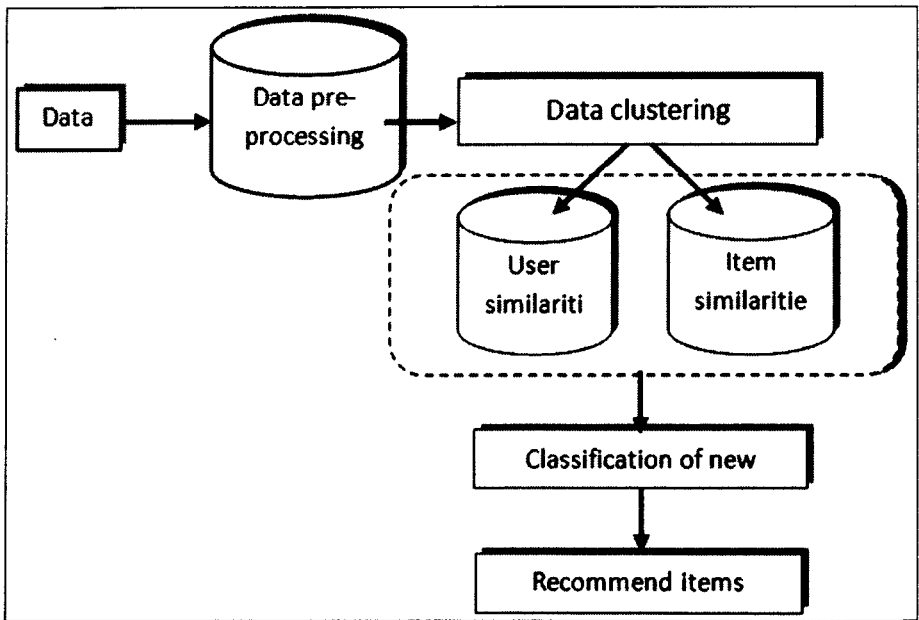 Data
Data pre-
processing
Data clustering
User
similariti
Item
similaritie
Classification of new
Recommend items